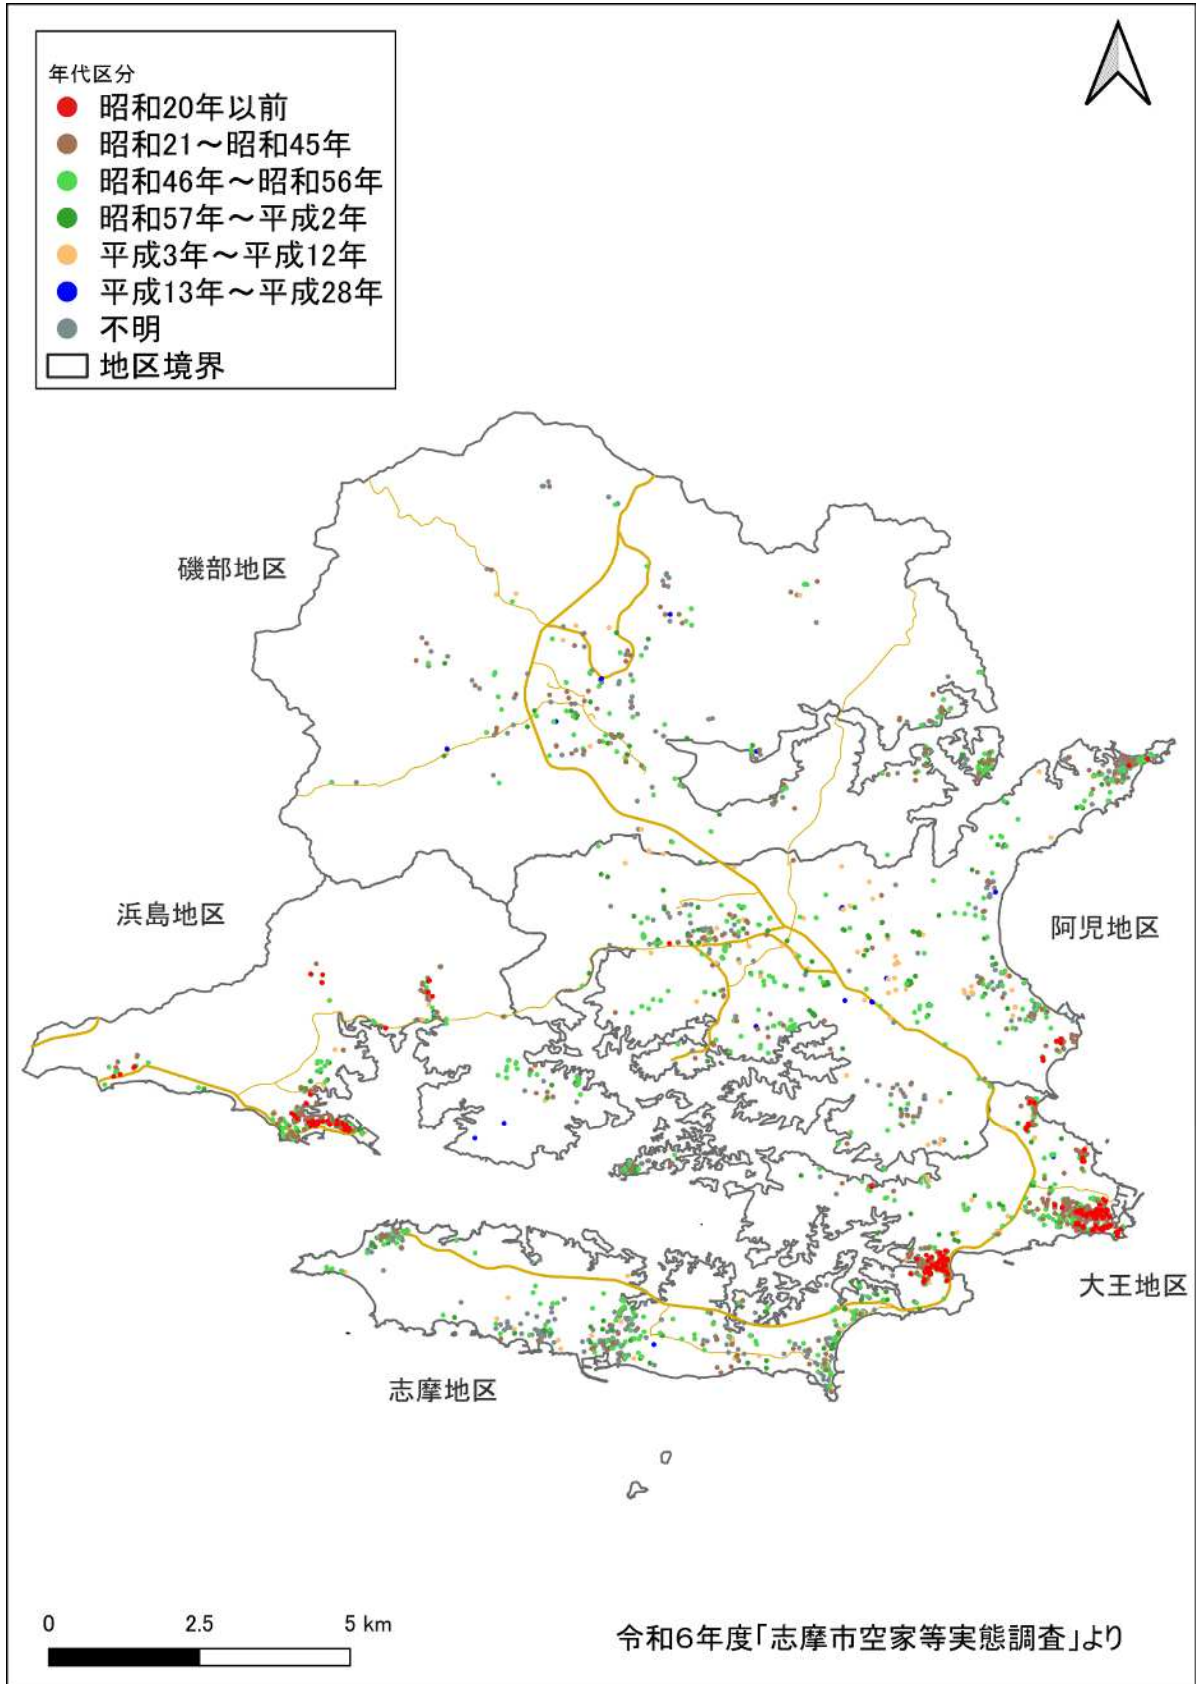 年代区分
昭和20年以前
昭和21～昭和45年
昭和46年～昭和56年
昭和57年～平成2年
平成3年～平成12年
平成13年～平成28年
不明
地区境界
磯部地区
浜島地区
阿児地区
大王地区
志摩地区
0 2.5 5 km
令和6年度「志摩市空家等実態調査」より